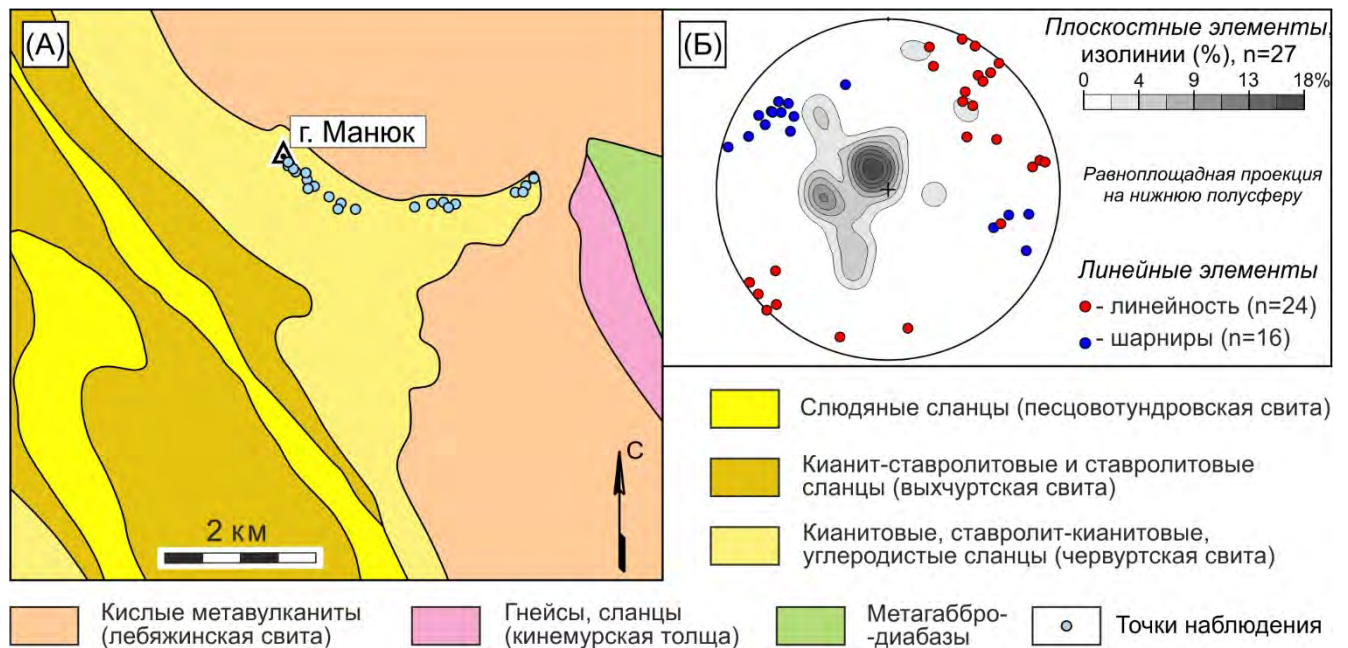 (А)
г. Манюк
С
2 км
(Б)
Плоскостные элементы,
изолинии (%), n=27
0 4 9 13 18%
Равноплощадная проекция
на нижнюю полусферу
Линейные элементы
- линейность (n=24)
- шарниры (n=16)
Слюдяные сланцы (песцовотундровская свита)
Кианит-ставролитовые и ставролитовые
сланцы (выхчуртская свита)
Кианитовые, ставролит-кианитовые,
углеродистые сланцы (червуртская свита)
Кислые метавулканиты
(лебяжинская свита)
Гнейсы, сланцы
(кинемурская толща)
Метагаббро-
-диабазы
Точки наблюдения